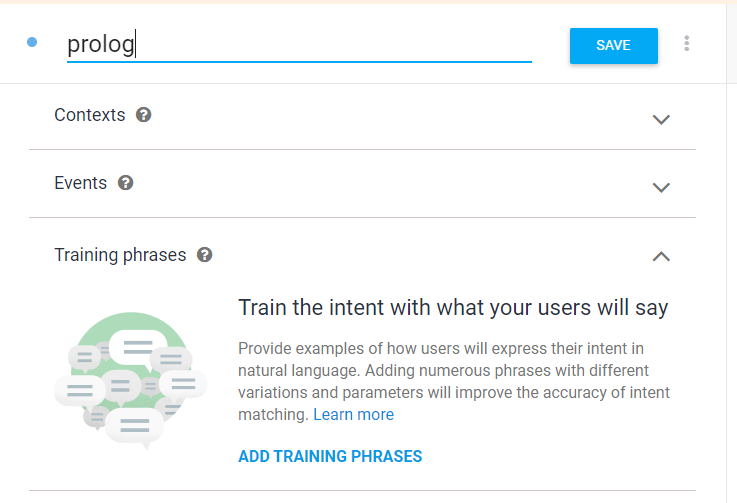 prolog
SAVE
Contexts
Events
Training phrases
Train the intent with what your users will say
Provide examples of how users will express their intent in
natural language. Adding numerous phrases with different
variations and parameters will improve the accuracy of intent
matching. Learn more
ADD TRAINING PHRASES